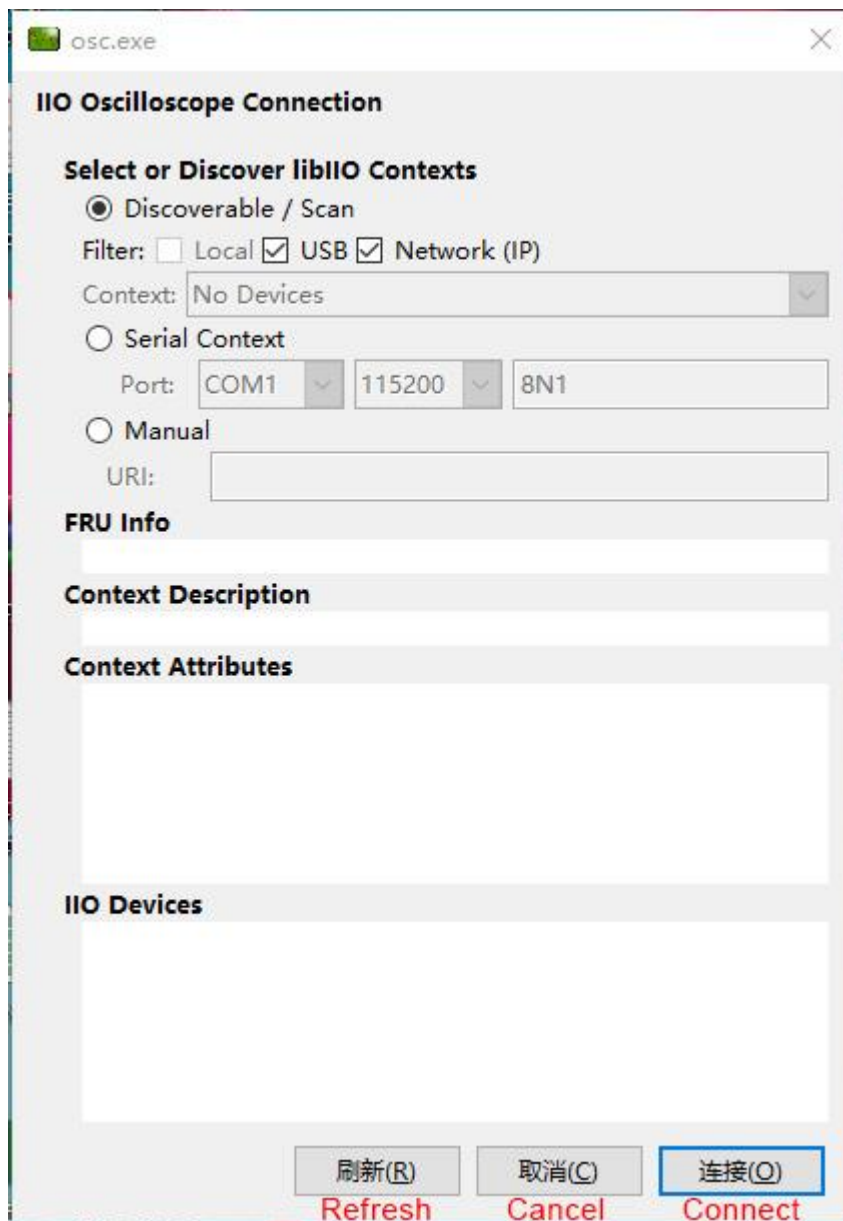 osc.exe
IIO Oscilloscope Connection
Select or Discover libIIO Contexts
Discoverable / Scan
Filter: Local USB Network (IP)
Context: No Devices
Serial Context
Port: COM1 115200 8N1
Manual
URI:
FRU Info
Context Description
Context Attributes
IIO Devices
刷新(R) 取消(C) 连接(O)
Refresh Cancel Connect